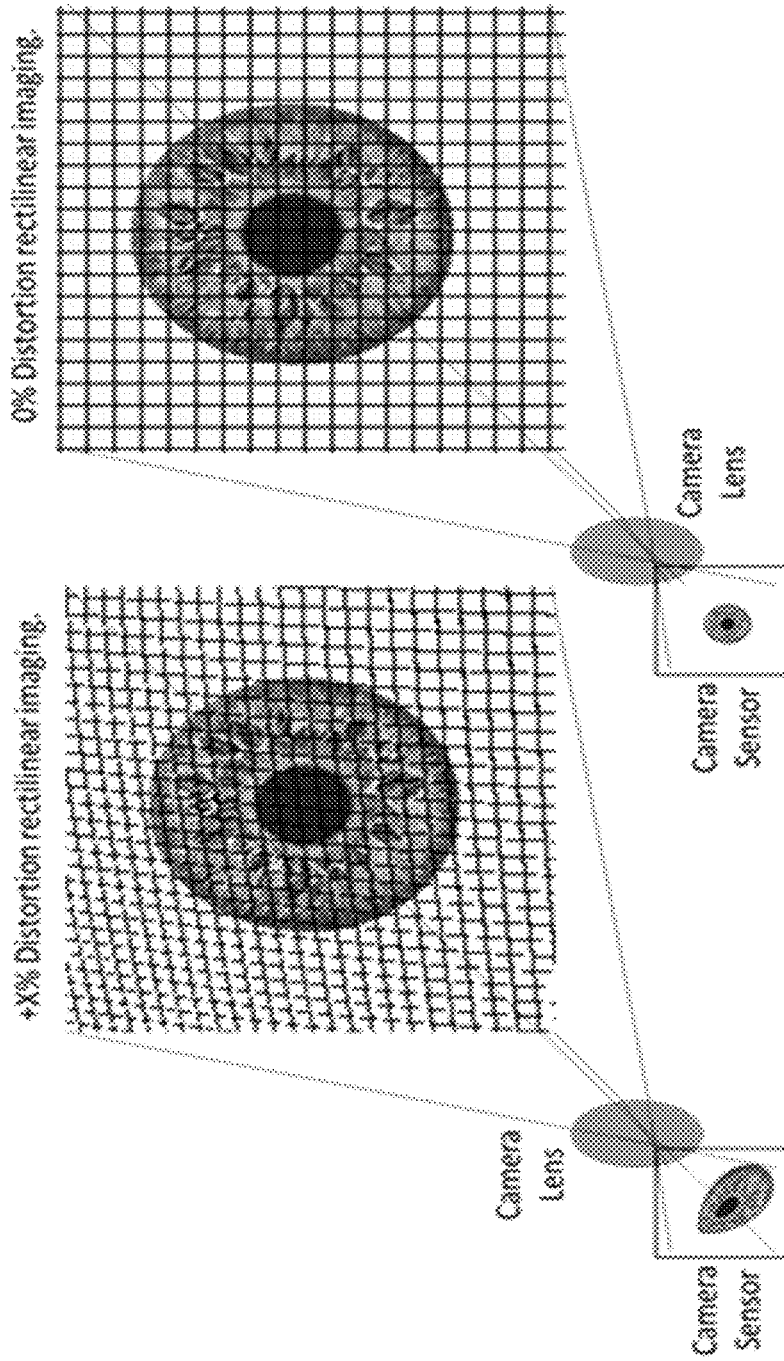 +X% Distortion rectilinear imaging.
Camera
Lens
Camera
Sensor
0% Distortion rectilinear imaging.
Camera
Lens
Camera
Sensor